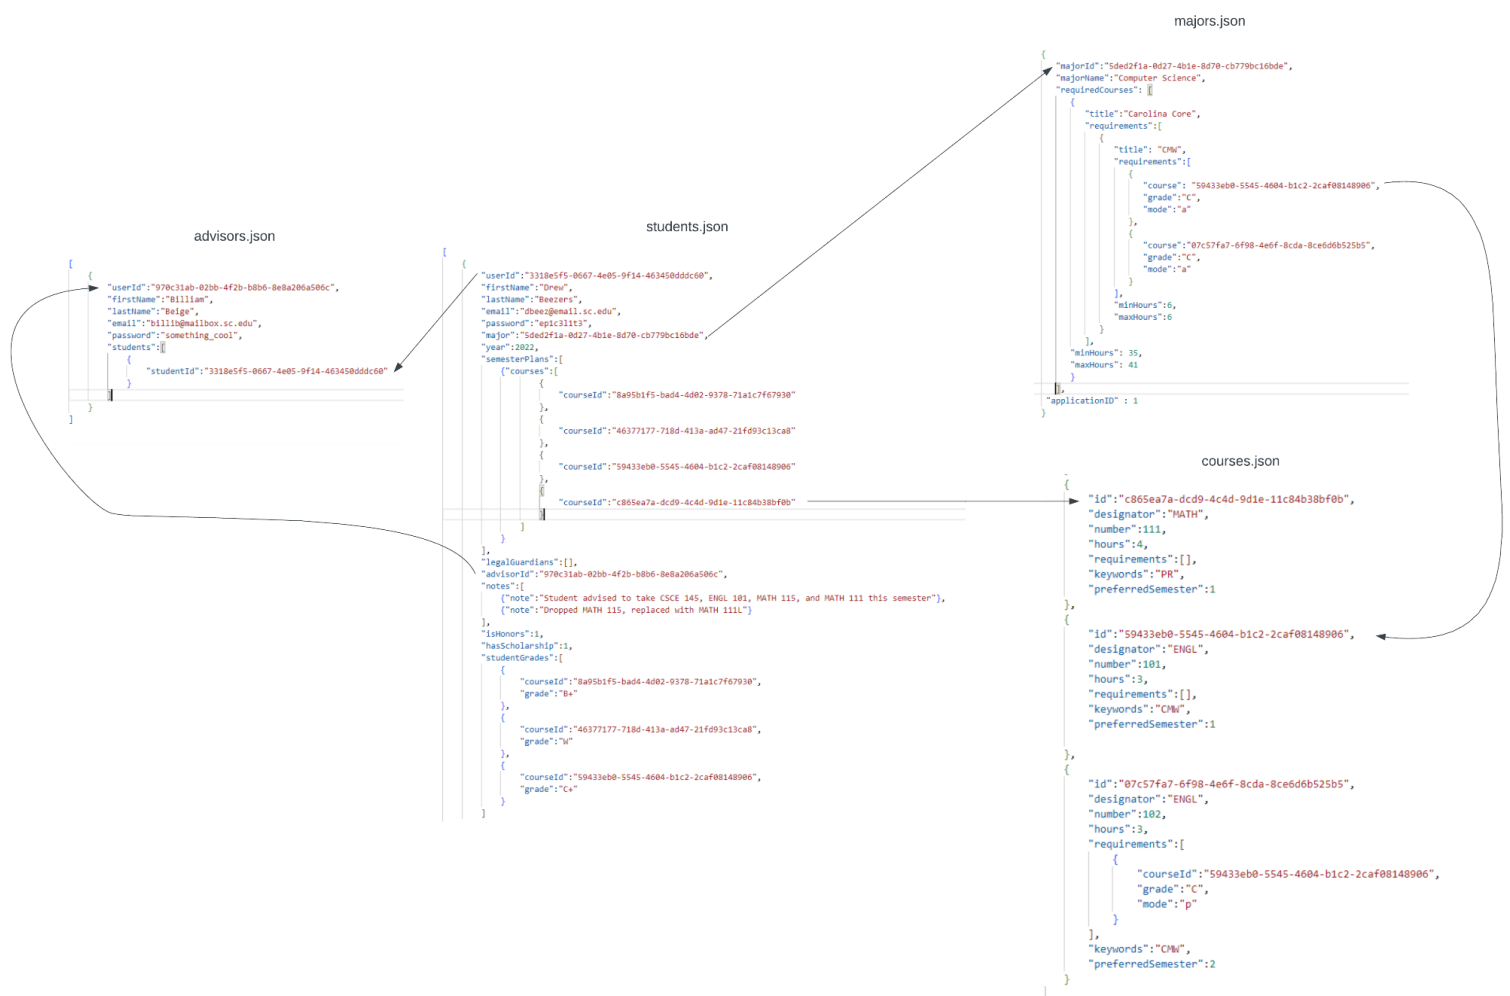 advisors.json
[
{
"userId":"970c31ab-02bb-4f2b-b8b6-8e8a206a506c",
"firstName":"Billiam",
"lastName":"Beige",
"email":"billib@mailbox.sc.edu",
"password":"something_cool",
"students":[
{
"studentId":"3318e5f5-0667-4e05-9f14-463450dddc60"
}
]
}
]
students.json
[
{
"userId":"3318e5f5-0667-4e05-9f14-463450dddc60",
"firstName":"Drew",
"lastName":"Beezers",
"email":"dbeez@email.sc.edu",
"password":"ep1c3l1t3",
"major":"5ded2f1a-0d27-4b1e-8d70-cb779bc16bde",
"year":2022,
"semesterPlans":[
{"courses":[
{
"courseId":"8a95b1f5-bad4-4d02-9378-71a1c7f67930"
},
{
"courseId":"46377177-718d-413a-ad47-21fd93c13ca8"
},
{
"courseId":"59433eb0-5545-4604-b1c2-2caf08148906"
},
{
"courseId":"c865ea7a-dcd9-4c4d-9d1e-11c84b38bf0b"
}
]
}
],
"legalGuardians":[],
"advisorId":"970c31ab-02bb-4f2b-b8b6-8e8a206a506c",
"notes":[
{"note":"Student advised to take CSCE 145, ENGL 101, MATH 115, and MATH 111 this semester"},
{"note":"Dropped MATH 115, replaced with MATH 111L"}
],
"isHonors":1,
"hasScholarship":1,
"studentGrades":[
{
"courseId":"8a95b1f5-bad4-4d02-9378-71a1c7f67930",
"grade":"B+"
},
{
"courseId":"46377177-718d-413a-ad47-21fd93c13ca8",
"grade":"W"
},
{
"courseId":"59433eb0-5545-4604-b1c2-2caf08148906",
"grade":"C+"
}
]
majors.json
{
"majorId":"5ded2f1a-0d27-4b1e-8d70-cb779bc16bde",
"majorName":"Computer Science",
"requiredCourses": [
{
"title":"Carolina Core",
"requirements":[
{
"title": "CMW",
"requirements":[
{
"course": "59433eb0-5545-4604-b1c2-2caf08148906",
"grade":"C",
"mode":"a"
},
{
"course":"07c57fa7-6f98-4e6f-8cda-8ce6d6b525b5",
"grade":"C",
"mode":"a"
}
],
"minHours":6,
"maxHours":6
}
],
"minHours": 35,
"maxHours": 41
}
],
"applicationID" : 1
}
courses.json
{
"id":"c865ea7a-dcd9-4c4d-9d1e-11c84b38bf0b",
"designator":"MATH",
"number":111,
"hours":4,
"requirements":[],
"keywords":"PR",
"preferredSemester":1
},
{
"id":"59433eb0-5545-4604-b1c2-2caf08148906",
"designator":"ENGL",
"number":101,
"hours":3,
"requirements":[],
"keywords":"CMW",
"preferredSemester":1
},
{
"id":"07c57fa7-6f98-4e6f-8cda-8ce6d6b525b5",
"designator":"ENGL",
"number":102,
"hours":3,
"requirements":[
{
"courseId":"59433eb0-5545-4604-b1c2-2caf08148906",
"grade":"C",
"mode":"p"
}
],
"keywords":"CMW",
"preferredSemester":2
}